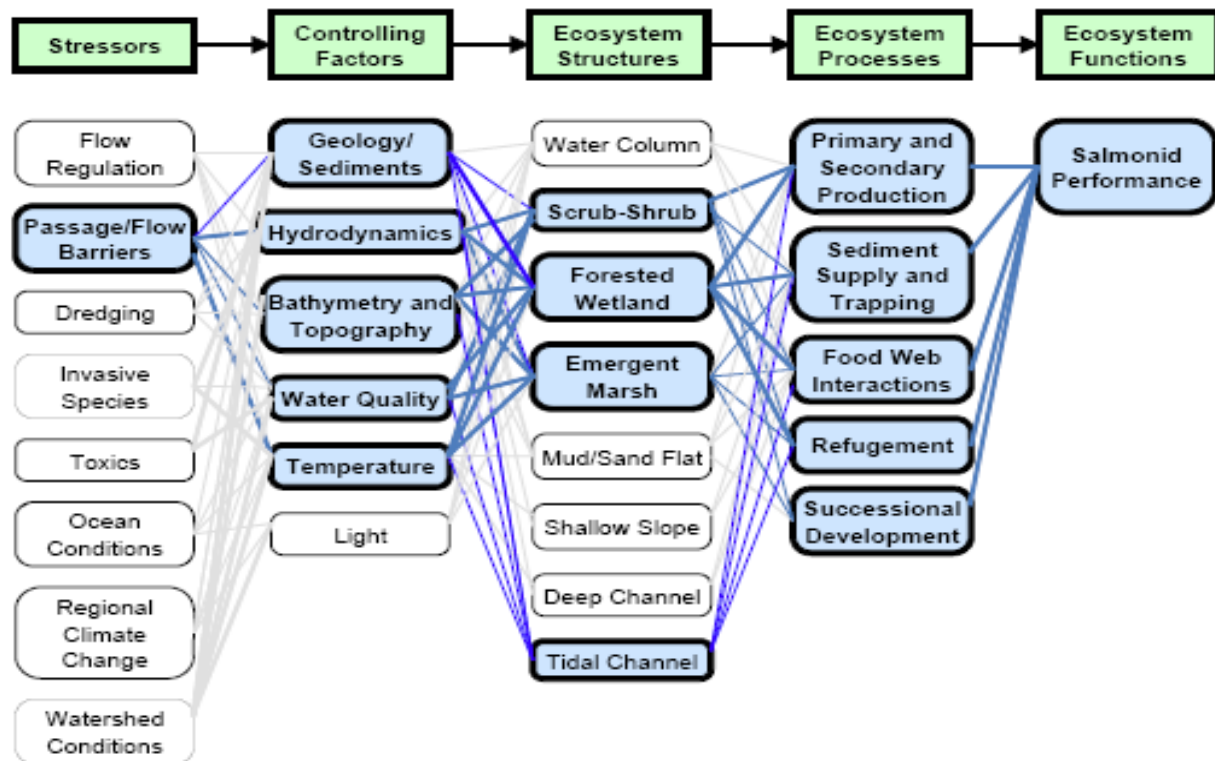 Stressors
Controlling
Factors
Ecosystem
Structures
Ecosystem
Processes
Ecosystem
Functions
Flow
Regulation
Passage/Flow
Barriers
Dredging
Invasive
Species
Toxics
Ocean
Conditions
Regional
Climate
Change
Watershed
Conditions
Geology/
Sediments
Hydrodynamics
Bathymetry and
Topography
Water Quality
Temperature
Light
Water Column
Scrub-Shrub
Forested
Wetland
Emergent
Marsh
Mud/Sand Flat
Shallow Slope
Deep Channel
Tidal Channel
Primary and
Secondary
Production
Sediment
Supply and
Trapping
Food Web
Interactions
Refugement
Successional
Development
Salmonid
Performance